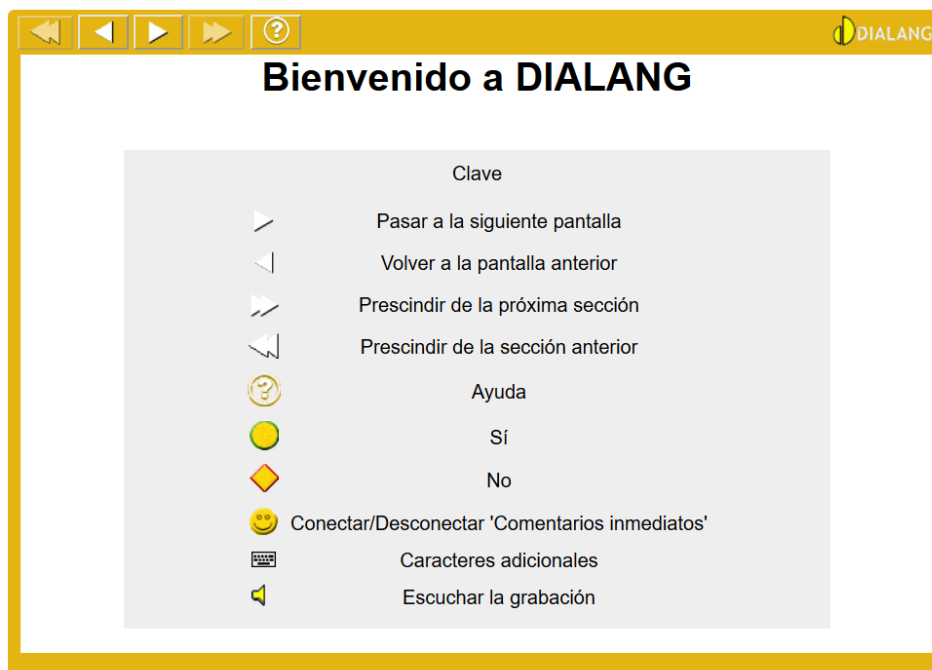 DIALANG
Bienvenido a DIALANG
Clave
Pasar a la siguiente pantalla
Volver a la pantalla anterior
Prescindir de la próxima sección
Prescindir de la sección anterior
Ayuda
Sí
No
Conectar/Desconectar 'Comentarios inmediatos'
Caracteres adicionales
Escuchar la grabación